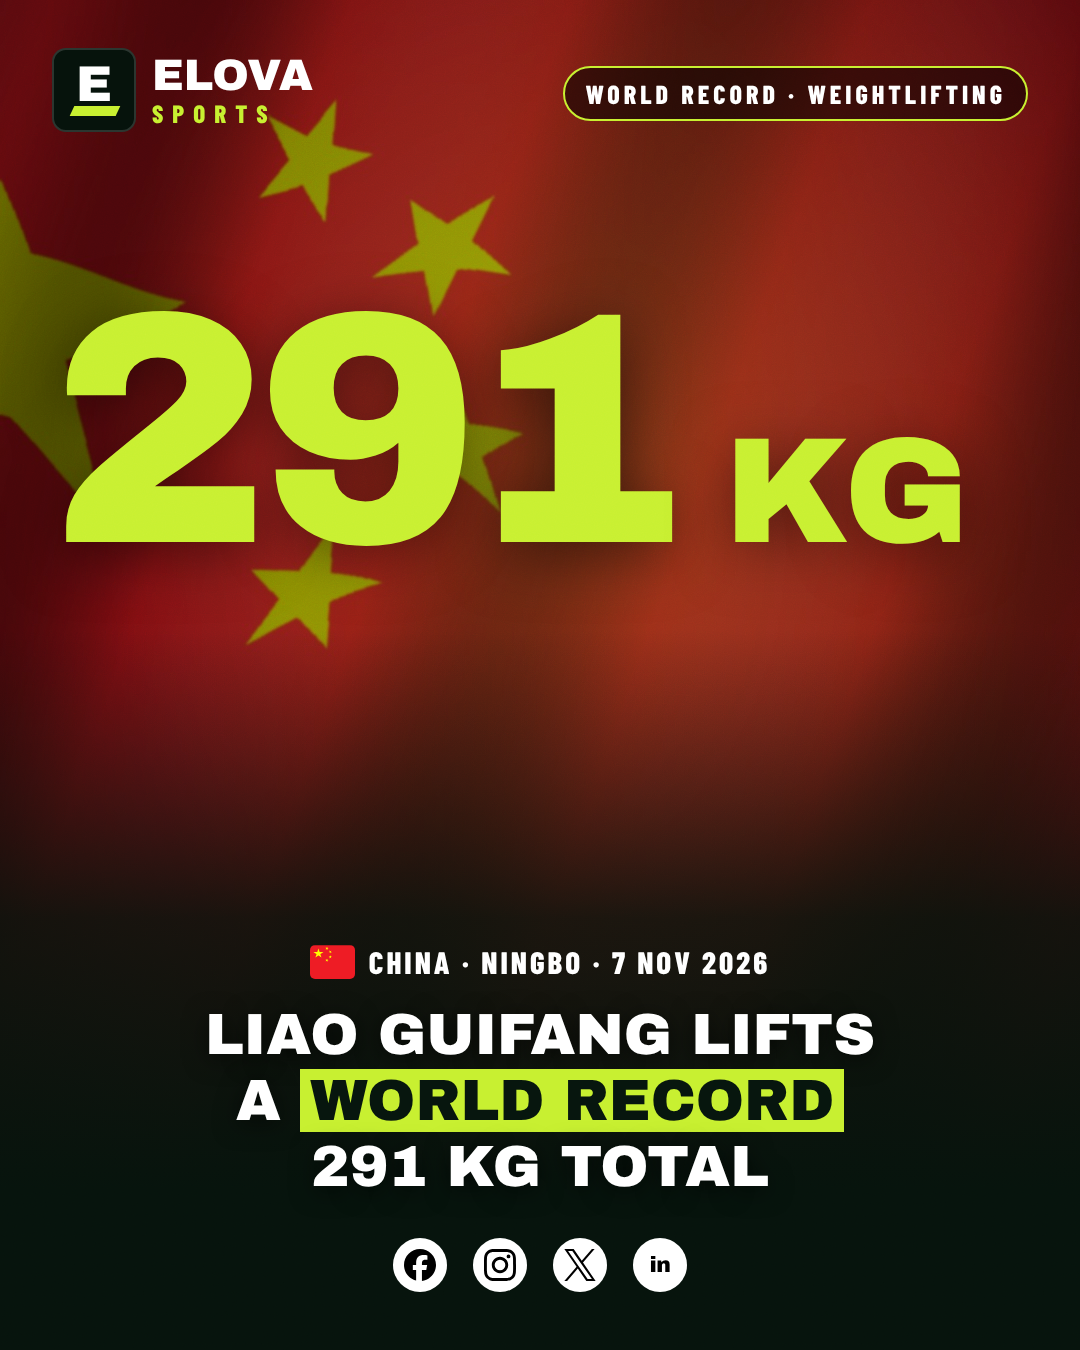 E
ELOVA
SPORTS
WORLD RECORD · WEIGHTLIFTING
291 KG
CHINA · NINGBO · 7 NOV 2026
LIAO GUIFANG LIFTS
A WORLD RECORD
291 KG TOTAL
in